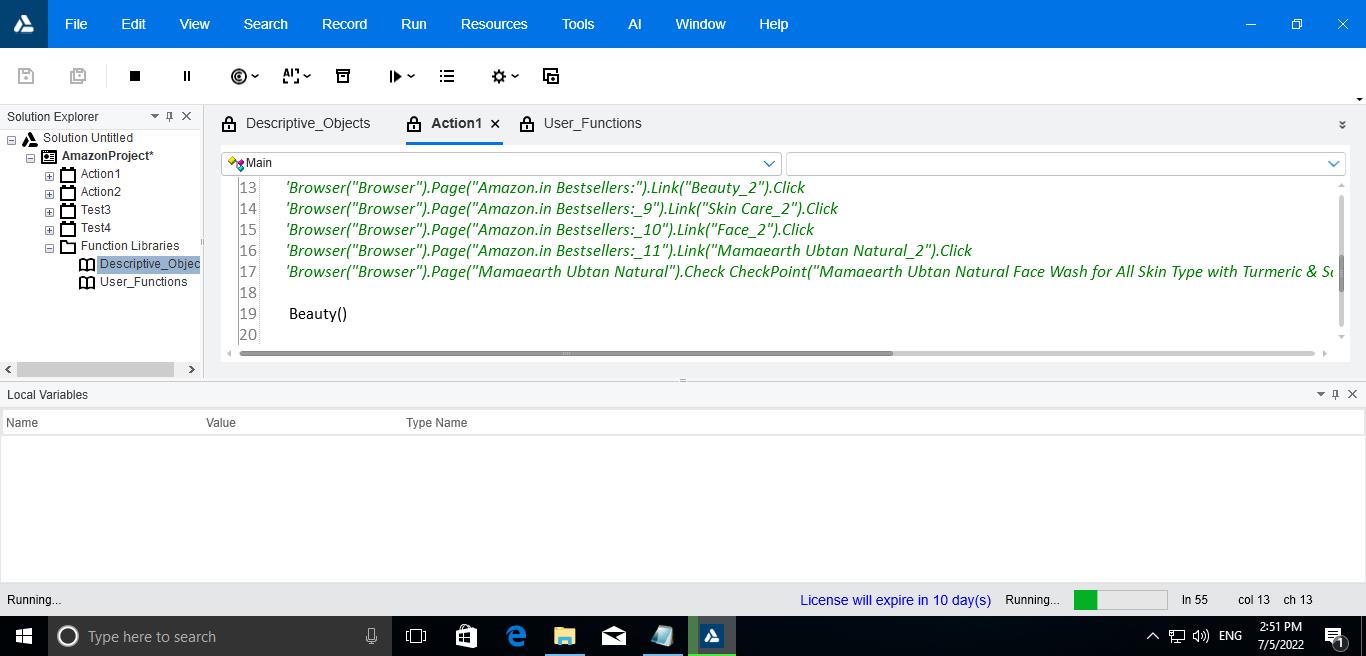 File Edit View Search Record Run Resources Tools AI Window Help
Solution Explorer
Solution Untitled
AmazonProject*
Action1
Action2
Test3
Test4
Function Libraries
Descriptive_Objec
User_Functions
Descriptive_Objects Action1 User_Functions
Main
13 'Browser("Browser").Page("Amazon.in Bestsellers:").Link("Beauty_2").Click
14 'Browser("Browser").Page("Amazon.in Bestsellers:_9").Link("Skin Care_2").Click
15 'Browser("Browser").Page("Amazon.in Bestsellers:_10").Link("Face_2").Click
16 'Browser("Browser").Page("Amazon.in Bestsellers:_11").Link("Mamaearth Ubtan Natural_2").Click
17 'Browser("Browser").Page("Mamaearth Ubtan Natural").Check CheckPoint("Mamaearth Ubtan Natural Face Wash for All Skin Type with Turmeric &
18
19 Beauty()
20
Local Variables
Name Value Type Name
Running... License will expire in 10 day(s) Running... ln 55 col 13 ch 13
Type here to search ENG 2:51 PM
7/5/2022
1